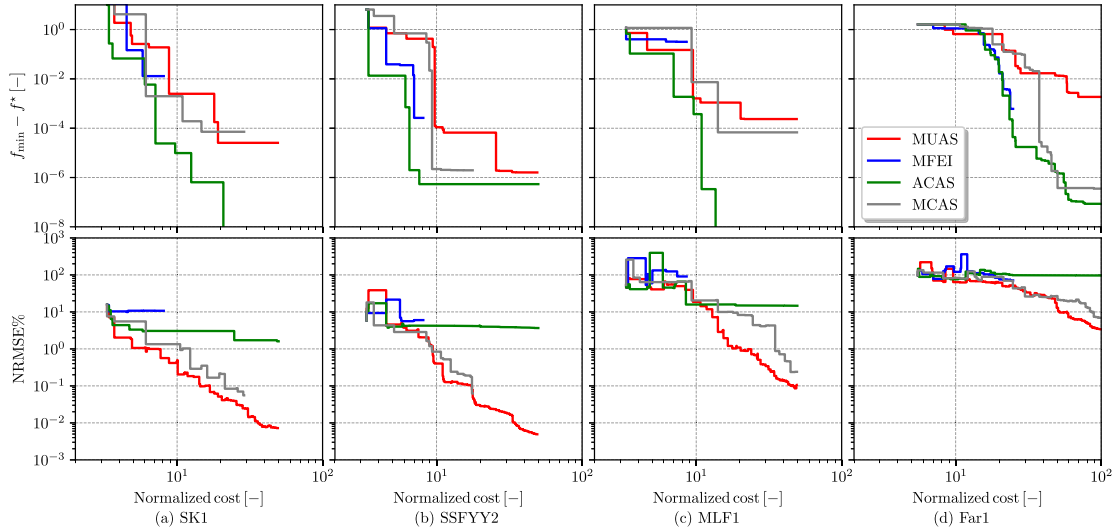 10^0
10^−2
10^−4
10^−6
10^−8
f_min − f* [−]
MUAS
MFEI
ACAS
MCAS
10^3
10^2
10^1
10^0
10^−1
10^−2
10^−3
NRMSE%
10^1 10^2 10^1 10^2 10^1 10^2 10^1 10^2
Normalized cost [−] Normalized cost [−] Normalized cost [−] Normalized cost [−]
(a) SK1 (b) SSFYY2 (c) MLF1 (d) Far1